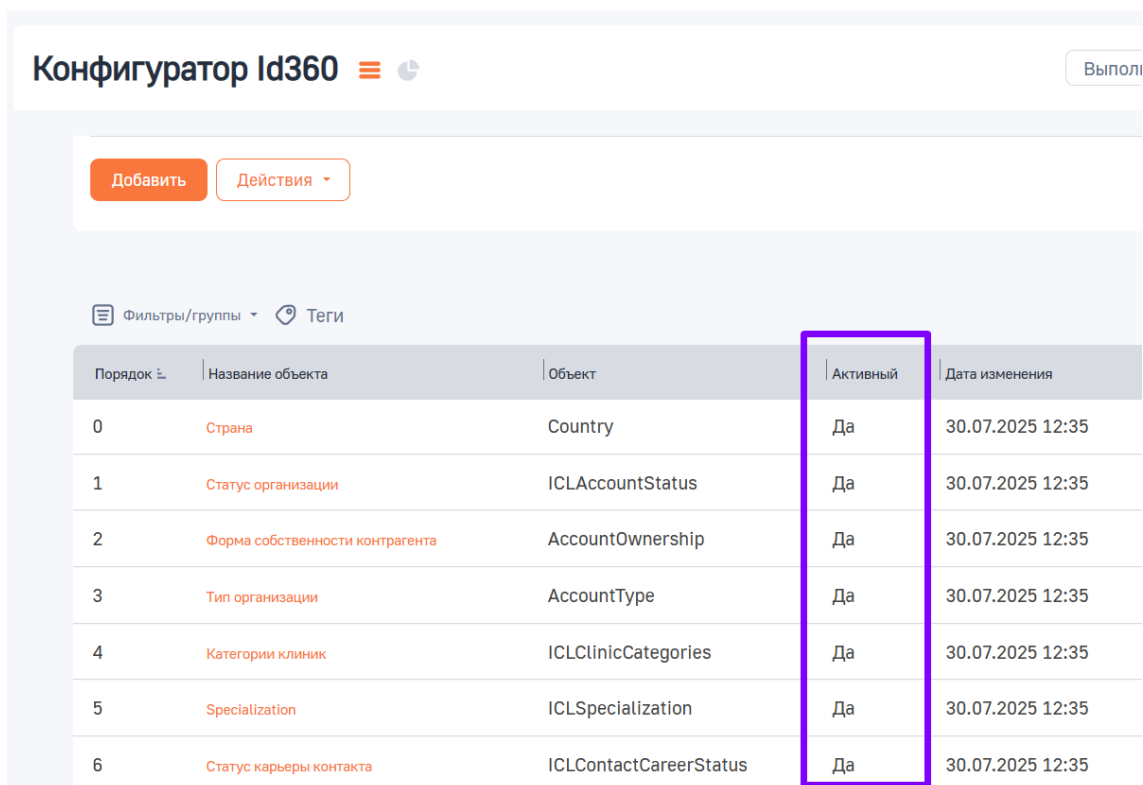 Конфигуратор Id360
Добавить Действия
Фильтры/группы Теги
Порядок Название объекта Объект Активный Дата изменения
0 Страна Country Да 30.07.2025 12:35
1 Статус организации ICLAccountStatus Да 30.07.2025 12:35
2 Форма собственности контрагента AccountOwnership Да 30.07.2025 12:35
3 Тип организации AccountType Да 30.07.2025 12:35
4 Категории клиник ICLClinicCategories Да 30.07.2025 12:35
5 Specialization ICLSpecialization Да 30.07.2025 12:35
6 Статус карьеры контакта ICLContactCareerStatus Да 30.07.2025 12:35